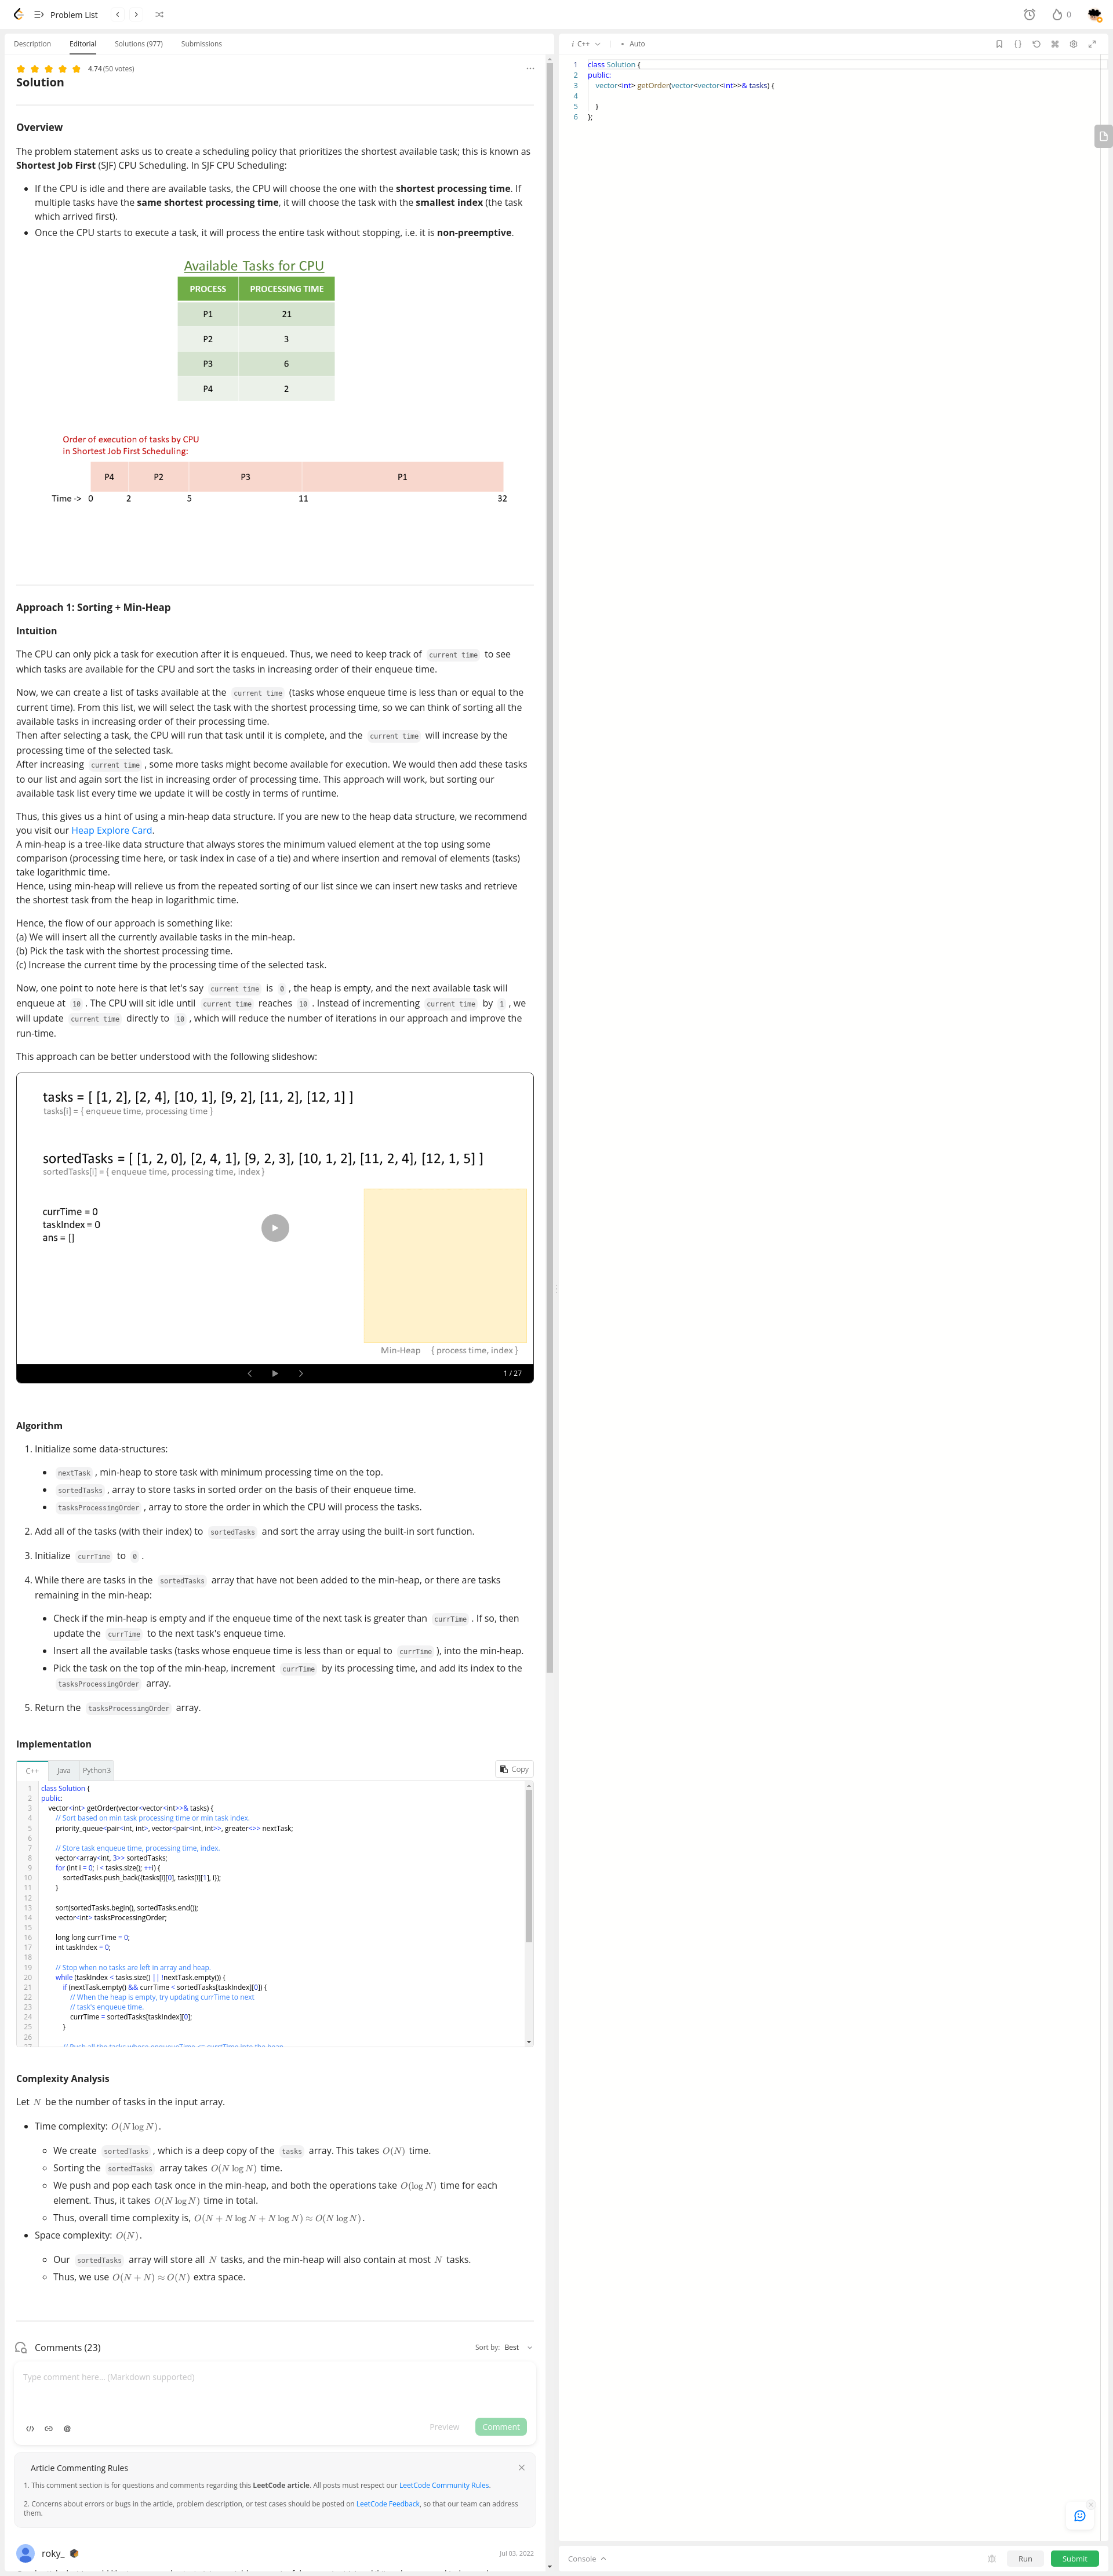 Problem List
0
Description
Editorial
Solutions (977)
Submissions
4.74 (50 votes)
Solution
Overview
The problem statement asks us to create a scheduling policy that prioritizes the shortest available task; this is known as
Shortest Job First (SJF) CPU Scheduling. In SJF CPU Scheduling:
If the CPU is idle and there are available tasks, the CPU will choose the one with the shortest processing time. If
multiple tasks have the same shortest processing time, it will choose the task with the smallest index (the task
which arrived first).
Once the CPU starts to execute a task, it will process the entire task without stopping, i.e. it is non-preemptive.
Available Tasks for CPU
PROCESS PROCESSING TIME
P1 21
P2 3
P3 6
P4 2
Order of execution of tasks by CPU
in Shortest Job First Scheduling:
P4 P2 P3 P1
Time -> 0 2 5 11 32
Approach 1: Sorting + Min-Heap
Intuition
The CPU can only pick a task for execution after it is enqueued. Thus, we need to keep track of current time to see
which tasks are available for the CPU and sort the tasks in increasing order of their enqueue time.
Now, we can create a list of tasks available at the current time (tasks whose enqueue time is less than or equal to the
current time). From this list, we will select the task with the shortest processing time, so we can think of sorting all the
available tasks in increasing order of their processing time.
Then after selecting a task, the CPU will run that task until it is complete, and the current time will increase by the
processing time of the selected task.
After increasing current time , some more tasks might become available for execution. We would then add these tasks
to our list and again sort the list in increasing order of processing time. This approach will work, but sorting our
available task list every time we update it will be costly in terms of runtime.
Thus, this gives us a hint of using a min-heap data structure. If you are new to the heap data structure, we recommend
you visit our Heap Explore Card.
A min-heap is a tree-like data structure that always stores the minimum valued element at the top using some
comparison (processing time here, or task index in case of a tie) and where insertion and removal of elements (tasks)
take logarithmic time.
Hence, using min-heap will relieve us from the repeated sorting of our list since we can insert new tasks and retrieve
the shortest task from the heap in logarithmic time.
Hence, the flow of our approach is something like:
(a) We will insert all the currently available tasks in the min-heap.
(b) Pick the task with the shortest processing time.
(c) Increase the current time by the processing time of the selected task.
Now, one point to note here is that let's say current time is 0 , the heap is empty, and the next available task will
enqueue at 10 . The CPU will sit idle until current time reaches 10 . Instead of incrementing current time by 1 , we
will update current time directly to 10 , which will reduce the number of iterations in our approach and improve the
run-time.
This approach can be better understood with the following slideshow:
tasks = [ [1, 2], [2, 4], [10, 1], [9, 2], [11, 2], [12, 1] ]
tasks[i] = { enqueue time, processing time }
sortedTasks = [ [1, 2, 0], [2, 4, 1], [9, 2, 3], [10, 1, 2], [11, 2, 4], [12, 1, 5] ]
sortedTasks[i] = { enqueue time, processing time, index }
currTime = 0
taskIndex = 0
ans = []
Min-Heap { process time, index }
1 / 27
Algorithm
1. Initialize some data-structures:
nextTask , min-heap to store task with minimum processing time on the top.
sortedTasks , array to store tasks in sorted order on the basis of their enqueue time.
tasksProcessingOrder , array to store the order in which the CPU will process the tasks.
2. Add all of the tasks (with their index) to sortedTasks and sort the array using the built-in sort function.
3. Initialize currTime to 0 .
4. While there are tasks in the sortedTasks array that have not been added to the min-heap, or there are tasks
remaining in the min-heap:
Check if the min-heap is empty and if the enqueue time of the next task is greater than currTime . If so, then
update the currTime to the next task's enqueue time.
Insert all the available tasks (tasks whose enqueue time is less than or equal to currTime ), into the min-heap.
Pick the task on the top of the min-heap, increment currTime by its processing time, and add its index to the
tasksProcessingOrder array.
5. Return the tasksProcessingOrder array.
Implementation
C++ Java Python3 Copy
1 class Solution {
2 public:
3 vector<int> getOrder(vector<vector<int>>& tasks) {
4 // Sort based on min task processing time or min task index.
5 priority_queue<pair<int, int>, vector<pair<int, int>>, greater<>> nextTask;
6
7 // Store task enqueue time, processing time, index.
8 vector<array<int, 3>> sortedTasks;
9 for (int i = 0; i < tasks.size(); ++i) {
10 sortedTasks.push_back({tasks[i][0], tasks[i][1], i});
11 }
12
13 sort(sortedTasks.begin(), sortedTasks.end());
14 vector<int> tasksProcessingOrder;
15
16 long long currTime = 0;
17 int taskIndex = 0;
18
19 // Stop when no tasks are left in array and heap.
20 while (taskIndex < tasks.size() || !nextTask.empty()) {
21 if (nextTask.empty() && currTime < sortedTasks[taskIndex][0]) {
22 // When the heap is empty, try updating currTime to next
23 // task's enqueue time.
24 currTime = sortedTasks[taskIndex][0];
25 }
26
27 // Push all the tasks whose enqueueTime <= currtTime into the heap.
Complexity Analysis
Let N be the number of tasks in the input array.
Time complexity: O(N log N).
We create sortedTasks , which is a deep copy of the tasks array. This takes O(N) time.
Sorting the sortedTasks array takes O(N log N) time.
We push and pop each task once in the min-heap, and both the operations take O(log N) time for each
element. Thus, it takes O(N log N) time in total.
Thus, overall time complexity is, O(N + N log N + N log N) ≈ O(N log N).
Space complexity: O(N).
Our sortedTasks array will store all N tasks, and the min-heap will also contain at most N tasks.
Thus, we use O(N + N) ≈ O(N) extra space.
Comments (23)
Sort by: Best
Type comment here... (Markdown supported)
Preview
Comment
Article Commenting Rules
1. This comment section is for questions and comments regarding this LeetCode article. All posts must respect our LeetCode Community Rules.
2. Concerns about errors or bugs in the article, problem description, or test cases should be posted on LeetCode Feedback, so that our team can address
them.
roky_
Jul 03, 2022
i C++
Auto
1 class Solution {
2 public:
3 vector<int> getOrder(vector<vector<int>>& tasks) {
4
5 }
6 };
Console
Run
Submit